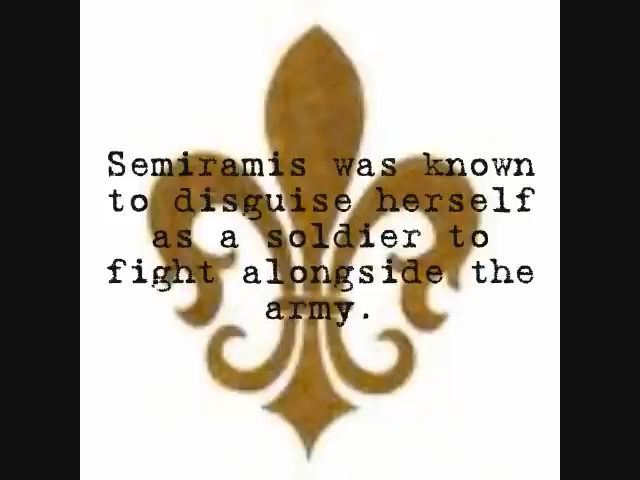 Semiramis was known
to disguise herself
as a soldier to
fight alongside the
army.